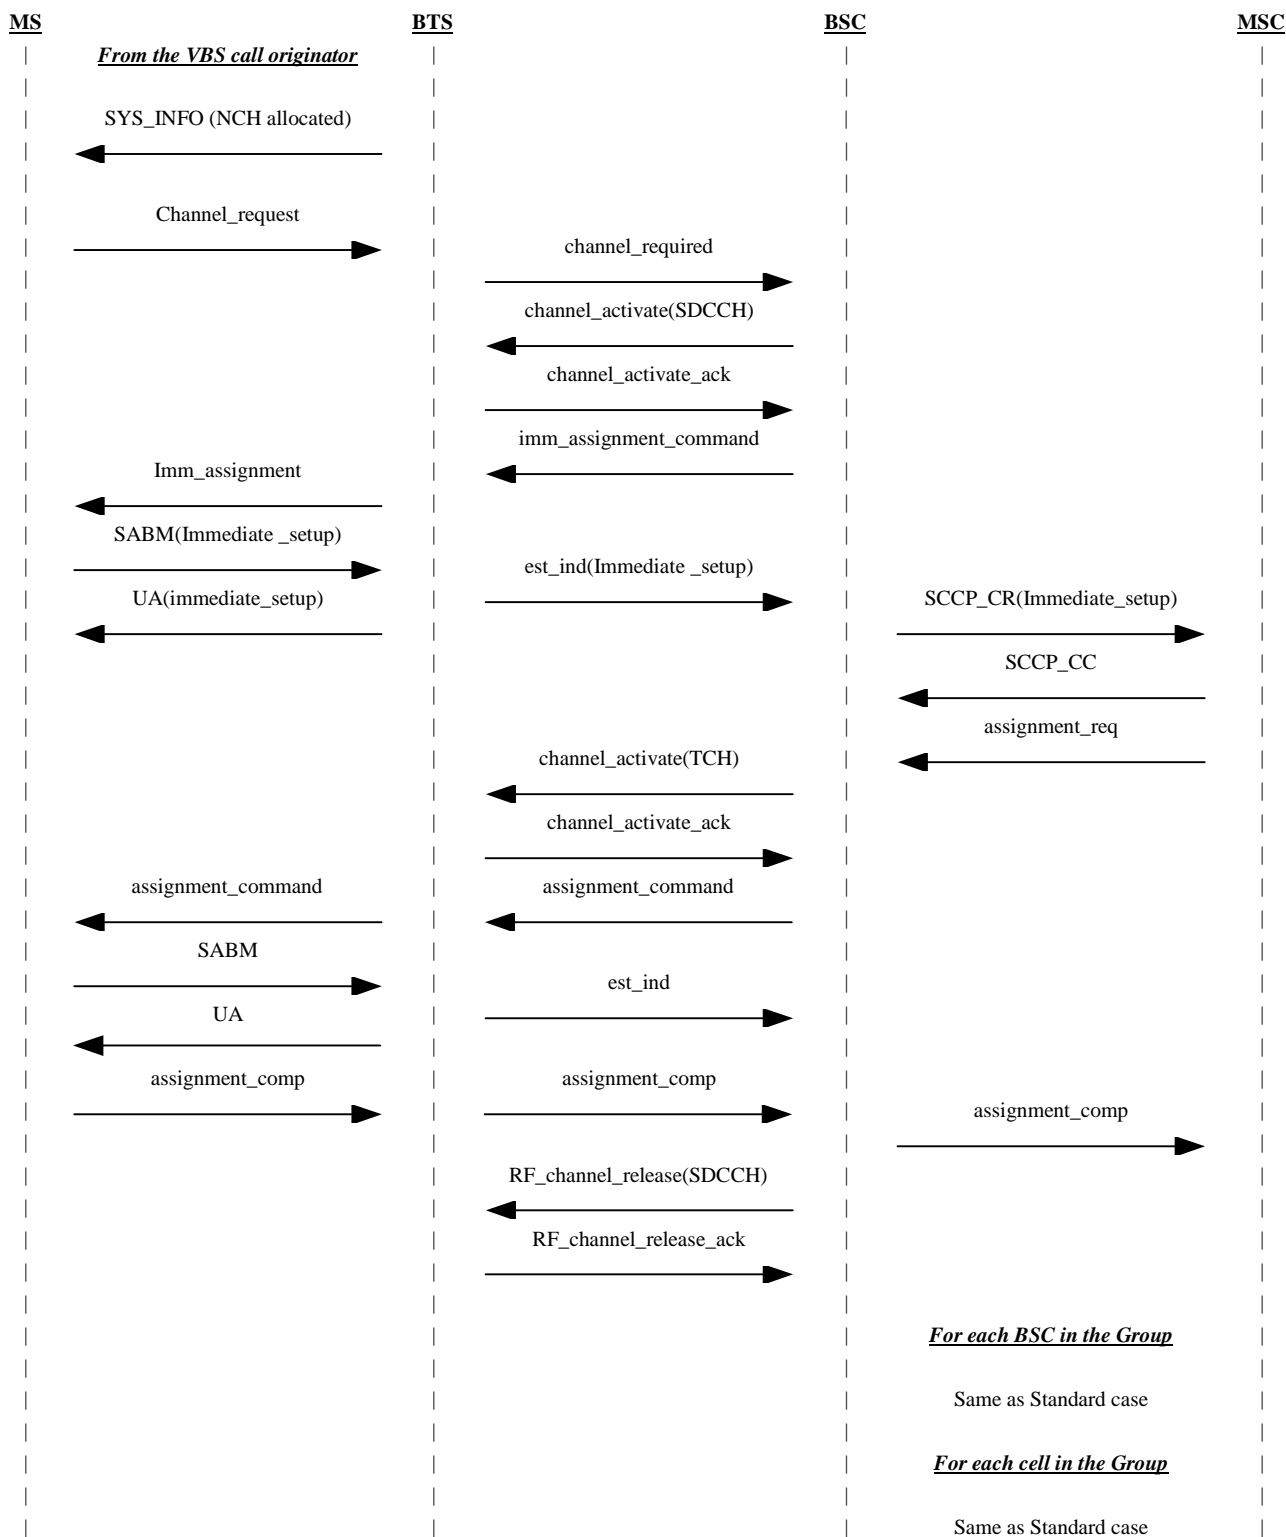 MS BTS BSC MSC
From the VBS call originator
SYS_INFO (NCH allocated)
Channel_request
channel_required
channel_activate(SDCCH)
channel_activate_ack
imm_assignment_command
Imm_assignment
SABM(Immediate _setup)
est_ind(Immediate _setup)
UA(immediate_setup)
SCCP_CR(Immediate_setup)
SCCP_CC
assignment_req
channel_activate(TCH)
channel_activate_ack
assignment_command assignment_command
SABM
est_ind
UA
assignment_comp assignment_comp
assignment_comp
RF_channel_release(SDCCH)
RF_channel_release_ack
For each BSC in the Group
Same as Standard case
For each cell in the Group
Same as Standard case